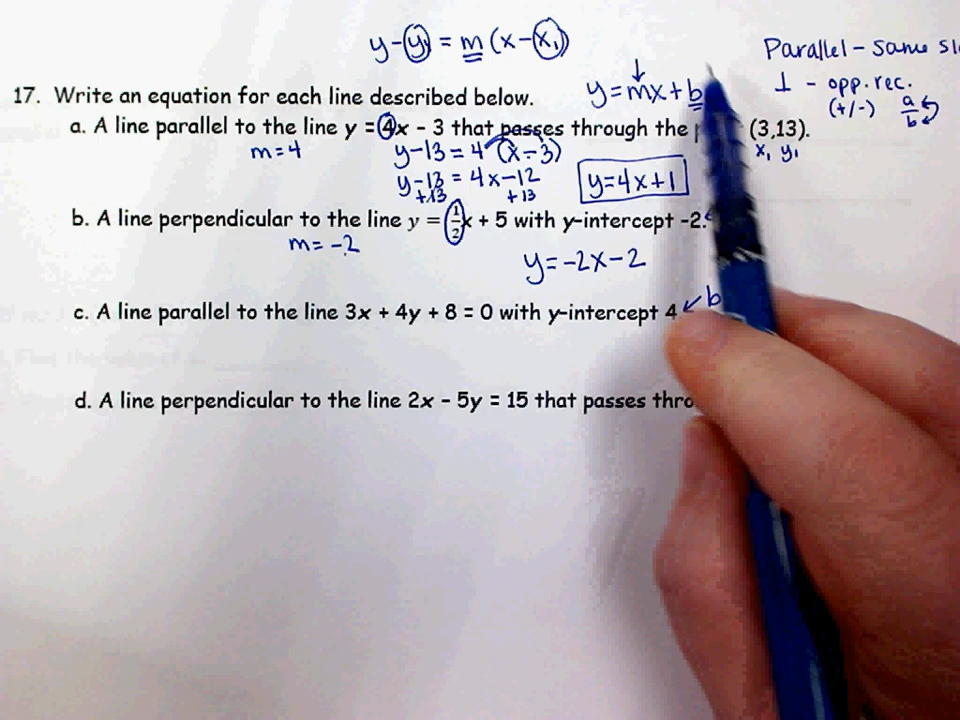 y-y₁ = m(x-x₁)
Parallel - same
y=mx+b
⊥ - opp. rec.
(+/-) a/b
17. Write an equation for each line described below.
a. A line parallel to the line y = 4x - 3 that passes through the (3,13).
m=4
y-13 = 4(x-3)
x₁ y₁
y-13 = 4x-12
+13 +13
y=4x+1
b. A line perpendicular to the line y = 1/2x + 5 with y-intercept -2.
m= -2
y=-2x-2
c. A line parallel to the line 3x + 4y + 8 = 0 with y-intercept 4
b
d. A line perpendicular to the line 2x - 5y = 15 that passes